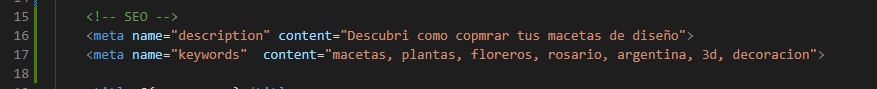 15 <!-- SEO -->
16 <meta name="description" content="Descubri como copmrar tus macetas de diseño">
17 <meta name="keywords"  content="macetas, plantas, floreros, rosario, argentina, 3d, decoracion">
18